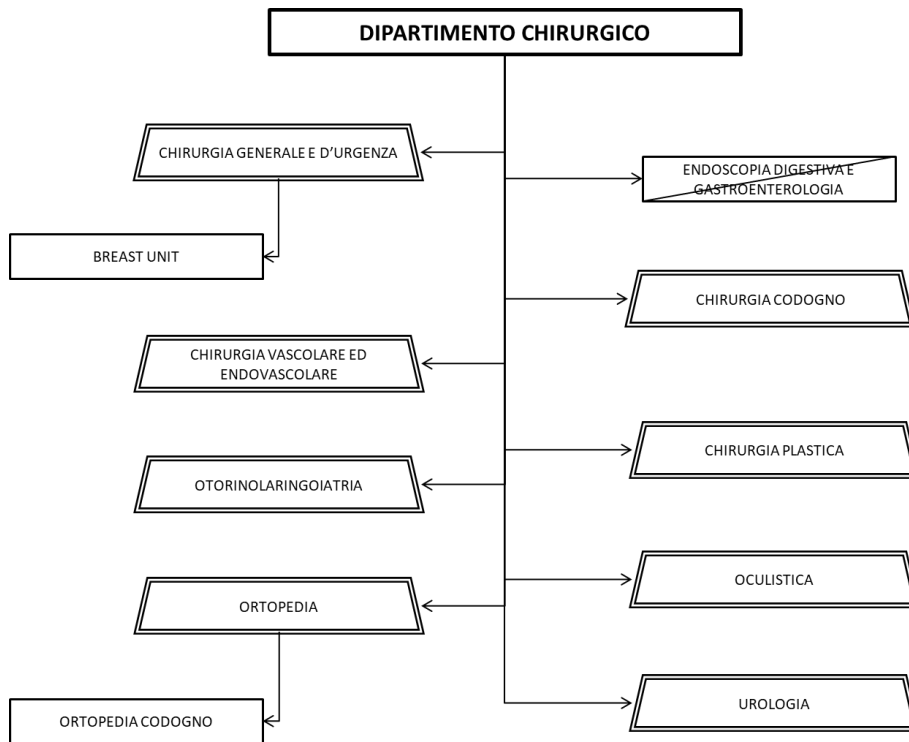 DIPARTIMENTO CHIRURGICO
CHIRURGIA GENERALE E D’URGENZA
ENDOSCOPIA DIGESTIVA E
GASTROENTEROLOGIA
BREAST UNIT
CHIRURGIA CODOGNO
CHIRURGIA VASCOLARE ED
ENDOVASCOLARE
CHIRURGIA PLASTICA
OTORINOLARINGOIATRIA
OCULISTICA
ORTOPEDIA
UROLOGIA
ORTOPEDIA CODOGNO